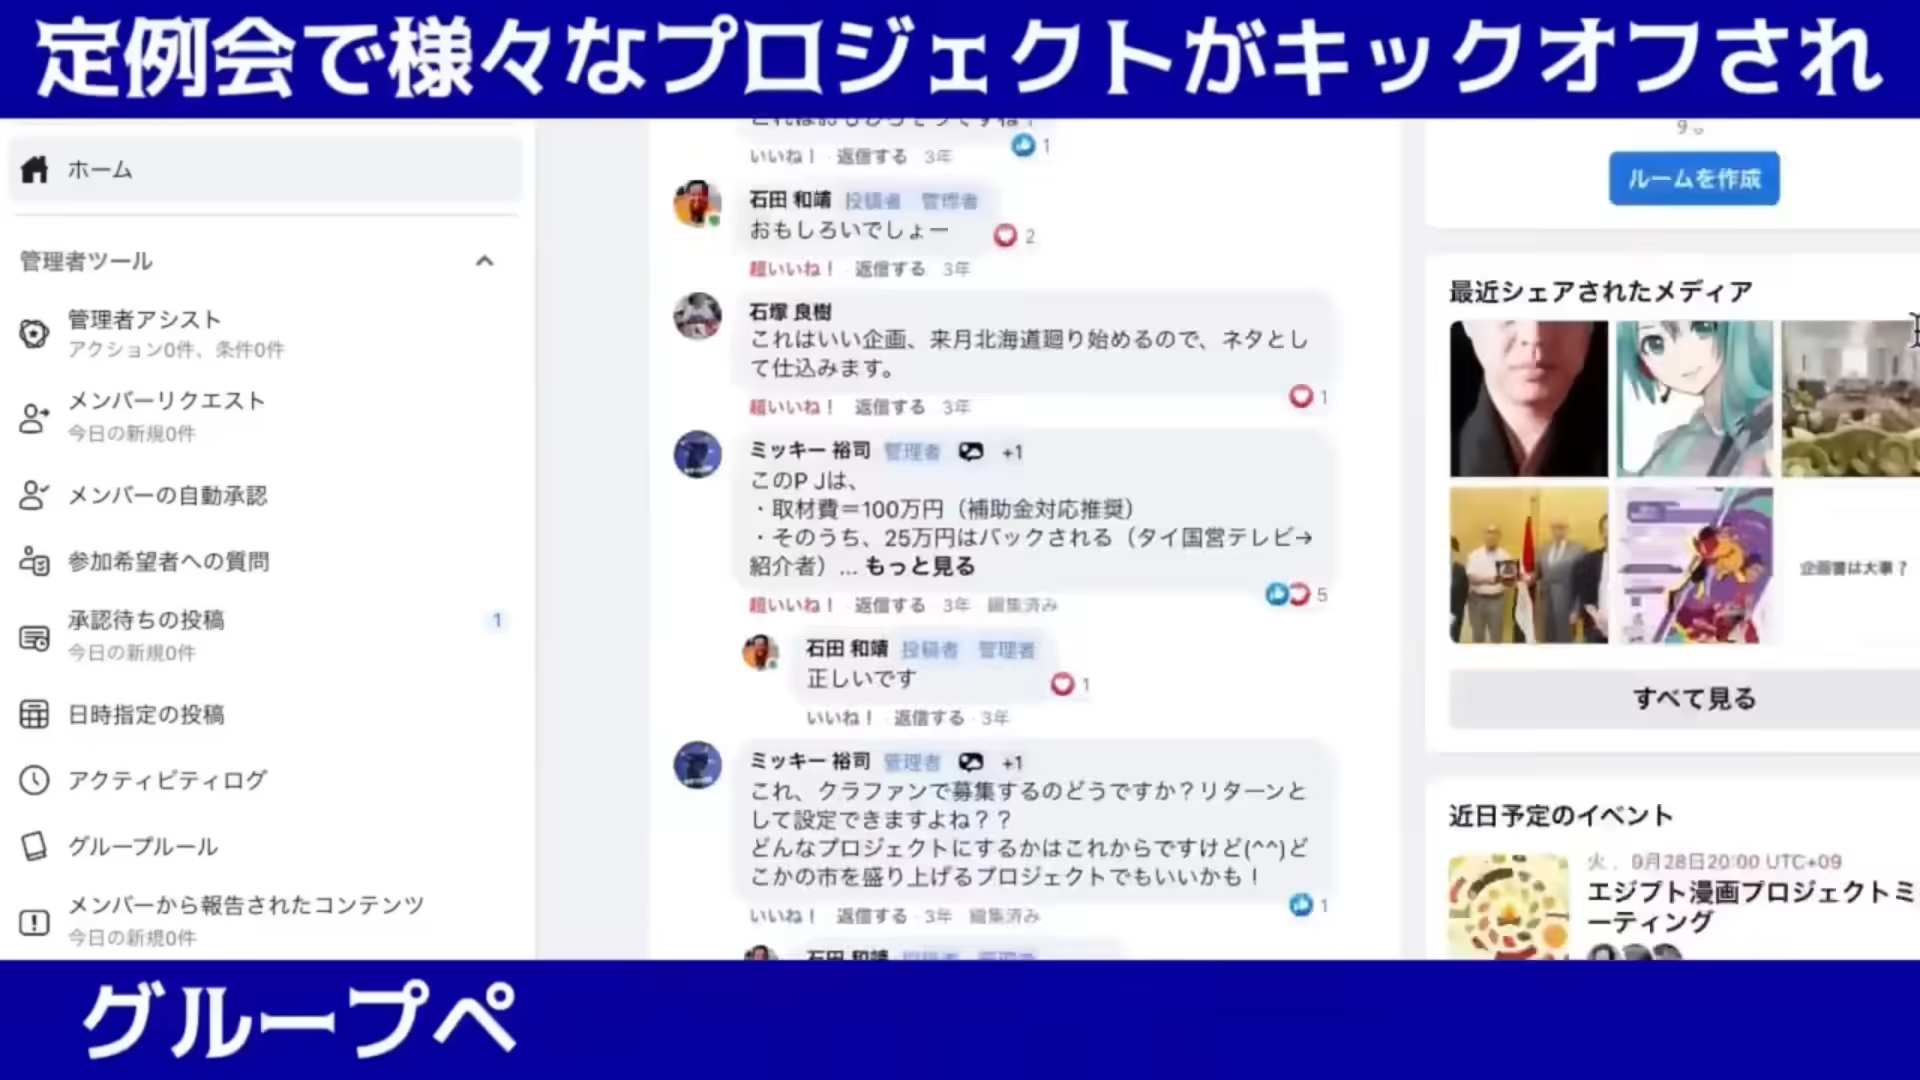 定例会で様々なプロジェクトがキックオフされ
ホーム
管理者ツール
管理者アシスト
アクション0件、条件0件
メンバーリクエスト
今日の新規0件
メンバーの自動承認
参加希望者への質問
承認待ちの投稿
1
今日の新規0件
日時指定の投稿
アクティビティログ
グループルール
メンバーから報告されたコンテンツ
今日の新規0件
いいね! · 返信する 3年
1
石田 和靖 投稿者 管理者
おもしろいでしょー
2
超いいね! · 返信する 3年
石塚 良樹
これはいい企画、来月北海道廻り始めるので、ネタとし
て仕込みます。
1
超いいね! 返信する · 3年
ミッキー 裕司 管理者 +1
このPJは、
・取材費=100万円(補助金対応推奨)
・そのうち、25万円はバックされる(タイ国営テレビ→
紹介者)... もっと見る
5
超いいね! · 返信する · 3年 編集済み
石田 和靖 投稿者 管理者
正しいです
1
いいね! · 返信する · 3年
ミッキー 裕司 管理者 +1
これ、クラファンで募集するのどうですか?リターンと
して設定できますよね??
どんなプロジェクトにするかはこれからですけど(^^)ど
こかの市を盛り上げるプロジェクトでもいいかも!
1
いいね! 返信する · 3年 編集済み
石田 和靖
ルームを作成
最近シェアされたメディア
企画書は大事?
すべて見る
近日予定のイベント
火、9月28日20:00 UTC+09
エジプト漫画プロジェクトミ
ーティング
グループペ